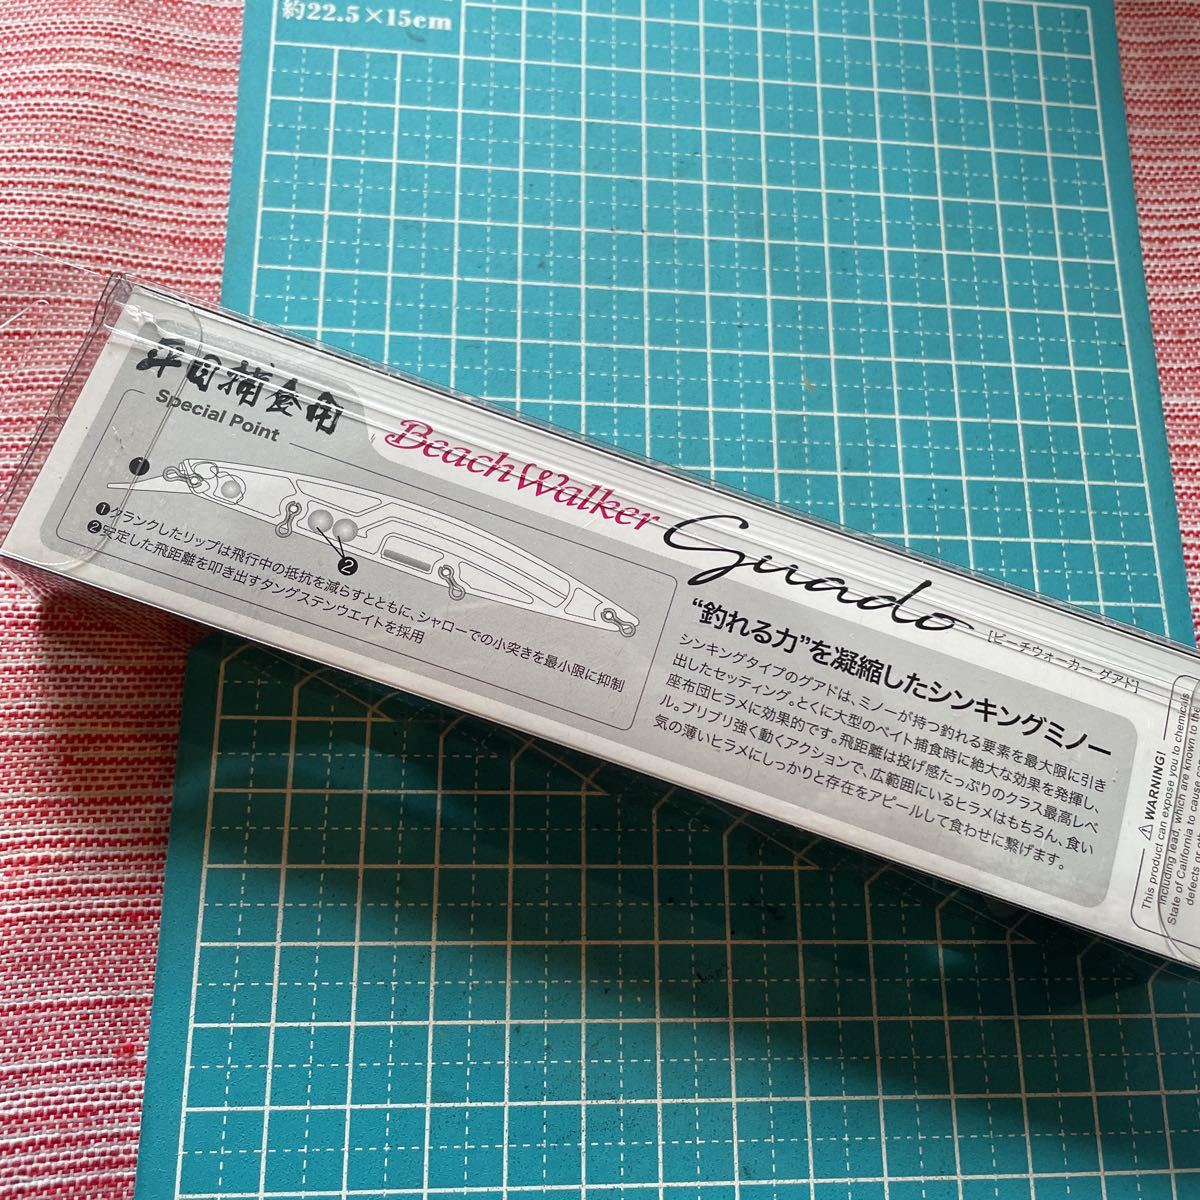 約22.5×15cm
平目捕食用
Special Point
BeachWalker
Guado
[ビーチウォーカー グアド]
❶
❷
❶クランクしたリップは飛行中の抵抗を減らすとともに、シャローでの小突きを最小限に抑制
❷安定した飛距離を叩き出すタングステンウエイトを採用
“釣れる力”を凝縮したシンキングミノー
シンキングタイプのグアドは、ミノーが持つ釣れる要素を最大限に引き
出したセッティング。とくに大型のベイト捕食時に絶大な効果を発揮し、
座布団ヒラメに効果的です。飛距離は投げ感たっぷりのクラス最高レベ
ル。ブリブリ強く動くアクションで、広範囲にいるヒラメはもちろん、食い
気の薄いヒラメにしっかりと存在をアピールして食わせに繋げます。
⚠ WARNING!
This product can expose you to chemicals
including lead, which are known to the
State of California to cause
defects or